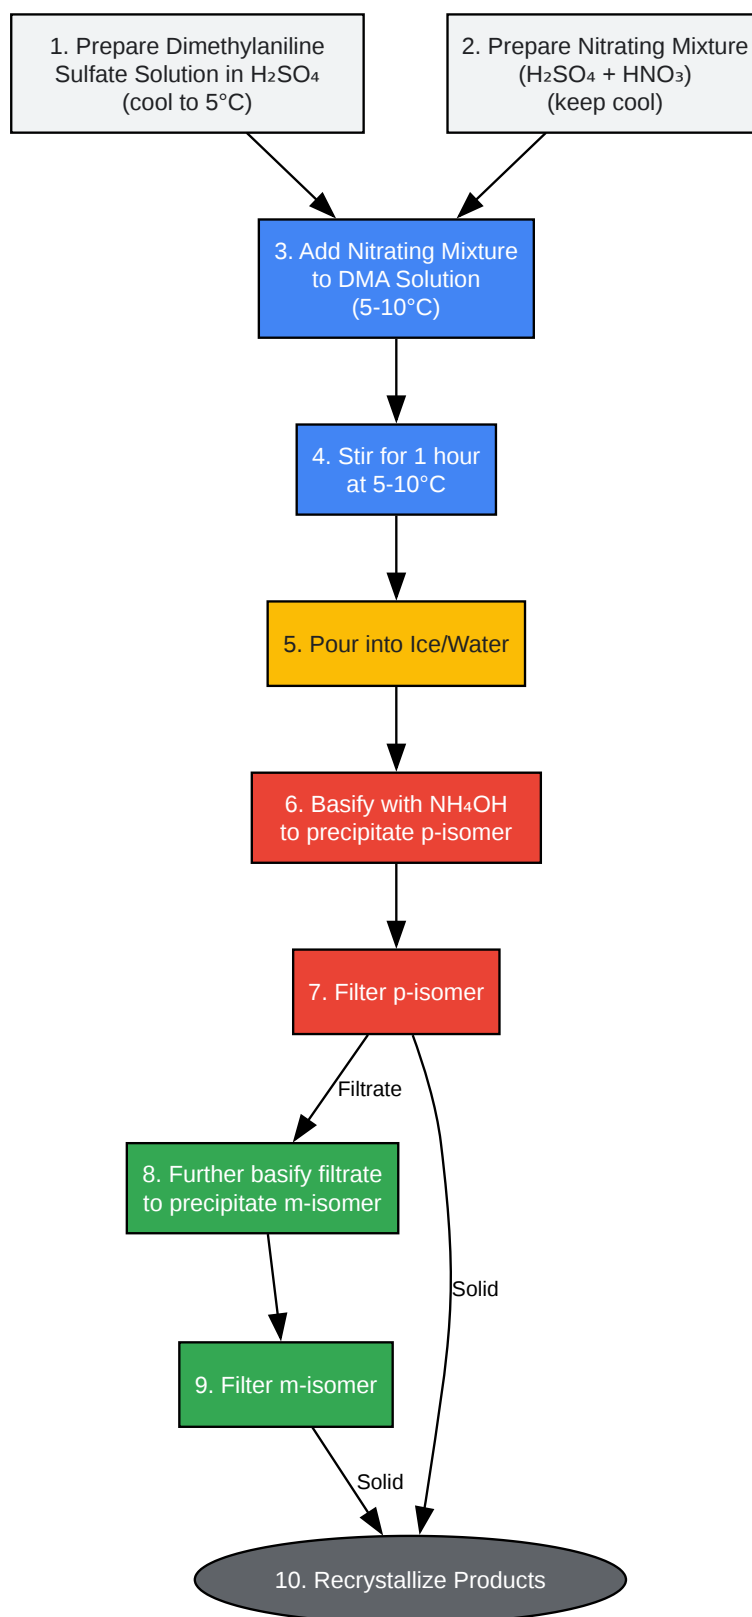 1. Prepare Dimethylaniline
Sulfate Solution in H₂SO₄
(cool to 5°C)
2. Prepare Nitrating Mixture
(H₂SO₄ + HNO₃)
(keep cool)
3. Add Nitrating Mixture
to DMA Solution
(5-10°C)
4. Stir for 1 hour
at 5-10°C
5. Pour into Ice/Water
6. Basify with NH₄OH
to precipitate p-isomer
7. Filter p-isomer
Filtrate
8. Further basify filtrate
to precipitate m-isomer
Solid
9. Filter m-isomer
Solid
10. Recrystallize Products